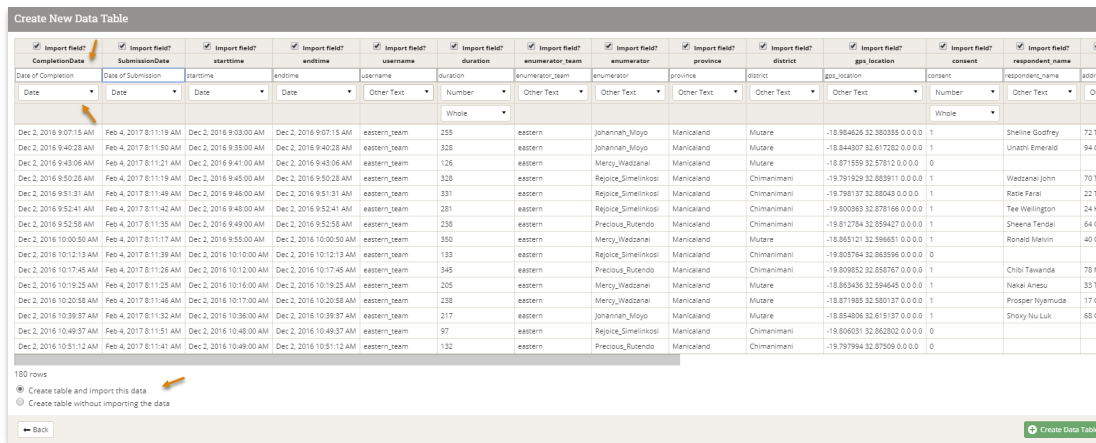 Create New Data Table
Import field? Import field? Import field? Import field? Import field? Import field? Import field? Import field? Import field? Import field? Import field? Import field? Import field?
CompletionDate SubmissionDate starttime endtime username duration enumerator_team enumerator province district gps_location consent respondent_name
Date of Completion Date of Submission starttime endtime username duration enumerator_team enumerator province district gps_location consent respondent_name addr
Date Date Date Date Other Text Number Other Text Other Text Other Text Other Text Other Text Number Other Text
Whole Whole
Dec 2, 2016 9:07:15 AM Feb 4, 2017 8:11:19 AM Dec 2, 2016 9:03:00 AM Dec 2, 2016 9:07:15 AM eastern_team 255 eastern Johannah_Moyo Manicaland Mutare -18.984626 32.380355 0.0 0.0 1 Sheline Godfrey 72
Dec 2, 2016 9:40:28 AM Feb 4, 2017 8:11:50 AM Dec 2, 2016 9:35:00 AM Dec 2, 2016 9:40:28 AM eastern_team 328 eastern Johannah_Moyo Manicaland Mutare -18.844307 32.617282 0.0 0.0 1 Unathi Emerald 94
Dec 2, 2016 9:43:06 AM Feb 4, 2017 8:11:21 AM Dec 2, 2016 9:41:00 AM Dec 2, 2016 9:43:06 AM eastern_team 126 eastern Mercy_Wadzanai Manicaland Mutare -18.871559 32.57812 0.0 0.0 0
Dec 2, 2016 9:50:28 AM Feb 4, 2017 8:11:19 AM Dec 2, 2016 9:45:00 AM Dec 2, 2016 9:50:28 AM eastern_team 328 eastern Rejoice_Simelinkosi Manicaland Chimanimani -19.791929 32.883911 0.0 0.0 1 Wadzanai John 70
Dec 2, 2016 9:51:31 AM Feb 4, 2017 8:11:49 AM Dec 2, 2016 9:46:00 AM Dec 2, 2016 9:51:31 AM eastern_team 331 eastern Rejoice_Simelinkosi Manicaland Chimanimani -19.798137 32.88043 0.0 0.0 1 Ratie Farai 22
Dec 2, 2016 9:52:41 AM Feb 4, 2017 8:11:42 AM Dec 2, 2016 9:48:00 AM Dec 2, 2016 9:52:41 AM eastern_team 281 eastern Rejoice_Simelinkosi Manicaland Chimanimani -19.800363 32.878166 0.0 0.0 1 Tee Wellington 24
Dec 2, 2016 9:52:58 AM Feb 4, 2017 8:11:35 AM Dec 2, 2016 9:49:00 AM Dec 2, 2016 9:52:58 AM eastern_team 238 eastern Precious_Rutendo Manicaland Chimanimani -19.812784 32.859427 0.0 0.0 1 Sheena Tendai 64
Dec 2, 2016 10:00:50 AM Feb 4, 2017 8:11:17 AM Dec 2, 2016 9:55:00 AM Dec 2, 2016 10:00:50 AM eastern_team 350 eastern Mercy_Wadzanai Manicaland Mutare -18.865121 32.596651 0.0 0.0 1 Ronald Malvin 40
Dec 2, 2016 10:12:13 AM Feb 4, 2017 8:11:39 AM Dec 2, 2016 10:10:00 AM Dec 2, 2016 10:12:13 AM eastern_team 133 eastern Rejoice_Simelinkosi Manicaland Chimanimani -19.805764 32.863596 0.0 0.0 0
Dec 2, 2016 10:17:45 AM Feb 4, 2017 8:11:26 AM Dec 2, 2016 10:12:00 AM Dec 2, 2016 10:17:45 AM eastern_team 345 eastern Precious_Rutendo Manicaland Chimanimani -19.809852 32.858767 0.0 0.0 1 Chibi Tawanda 78
Dec 2, 2016 10:19:25 AM Feb 4, 2017 8:11:25 AM Dec 2, 2016 10:16:00 AM Dec 2, 2016 10:19:25 AM eastern_team 205 eastern Mercy_Wadzanai Manicaland Mutare -18.863436 32.594645 0.0 0.0 1 Nakai Anesu 33
Dec 2, 2016 10:20:58 AM Feb 4, 2017 8:11:46 AM Dec 2, 2016 10:17:00 AM Dec 2, 2016 10:20:58 AM eastern_team 238 eastern Mercy_Wadzanai Manicaland Mutare -18.871985 32.580137 0.0 0.0 1 Prosper Nyamuda 17
Dec 2, 2016 10:39:37 AM Feb 4, 2017 8:11:32 AM Dec 2, 2016 10:36:00 AM Dec 2, 2016 10:39:37 AM eastern_team 217 eastern Johannah_Moyo Manicaland Mutare -18.854806 32.615137 0.0 0.0 1 Shoxy Nu Luk 68
Dec 2, 2016 10:49:37 AM Feb 4, 2017 8:11:51 AM Dec 2, 2016 10:48:00 AM Dec 2, 2016 10:49:37 AM eastern_team 97 eastern Rejoice_Simelinkosi Manicaland Chimanimani -19.806031 32.862802 0.0 0.0 0
Dec 2, 2016 10:51:12 AM Feb 4, 2017 8:11:41 AM Dec 2, 2016 10:49:00 AM Dec 2, 2016 10:51:12 AM eastern_team 132 eastern Precious_Rutendo Manicaland Chimanimani -19.797994 32.87509 0.0 0.0 0
180 rows
Create table and import this data
Create table without importing the data
Back
Create Data Table